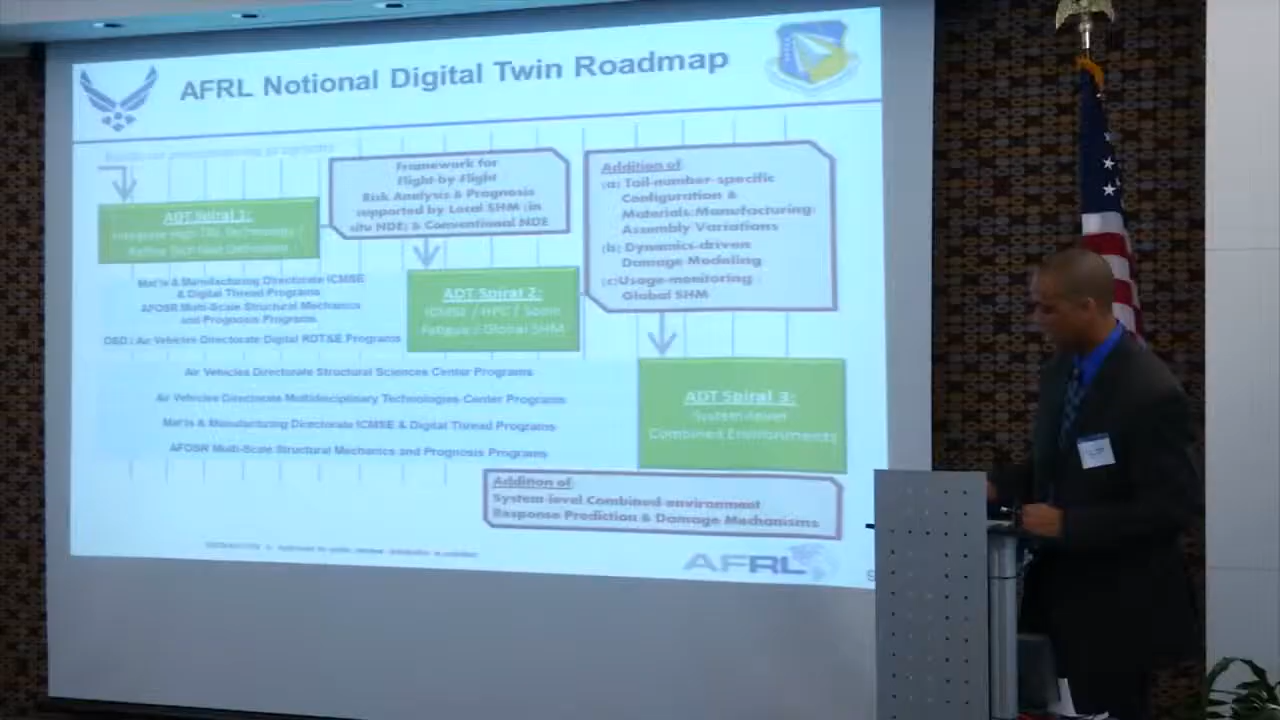 AFRL Notional Digital Twin Roadmap
Framework for
Flight-by-Flight
Risk Analysis & Prognosis
supported by Local SHM (in
situ NDE) & Conventional NDE
Addition of
(a) Tail-number-specific
Configuration &
Materials/Manufacturing/
Assembly Variations
(b) Dynamics-driven
Damage Modeling
(c) Usage-monitoring
Global SHM
ADT Spiral 1:
Mat'ls & Manufacturing Directorate ICMSE
& Digital Thread Programs
AFOSR Multi-Scale Structural Mechanics
and Prognosis Programs
OSD / Air Vehicles Directorate Digital RDT&E Programs
ADT Spiral 2:
ICMSE / HPC / Sonic
Fatigue / Global SHM
Air Vehicles Directorate Structural Sciences Center Programs
Air Vehicles Directorate Multidisciplinary Technologies Center Programs
Mat'ls & Manufacturing Directorate ICMSE & Digital Thread Programs
AFOSR Multi-Scale Structural Mechanics and Prognosis Programs
ADT Spiral 3:
System-level
Combined Environments
Addition of
System-level Combined-environment
Response Prediction & Damage Mechanisms
AFRL